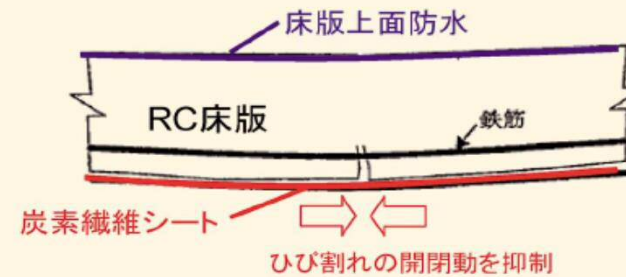 床版上面防水
RC床版
鉄筋
炭素繊維シート
ひび割れの開閉動を抑制